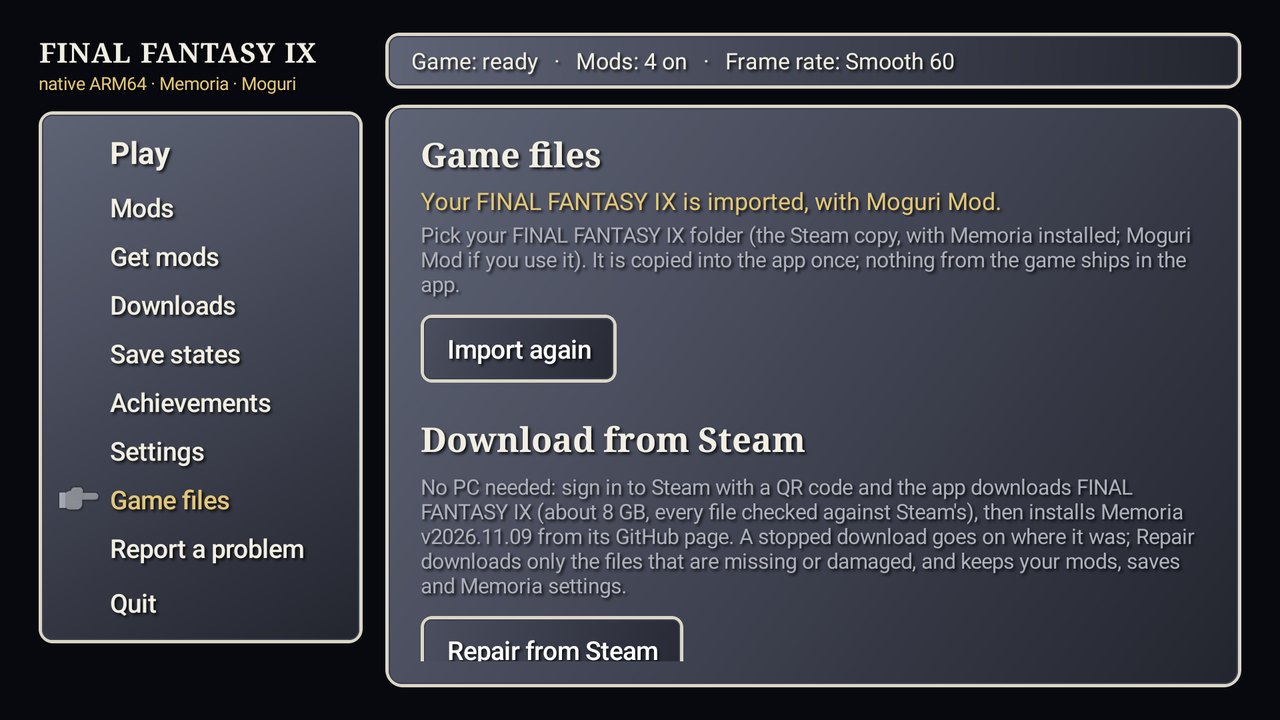 FINAL FANTASY IX
native ARM64 · Memoria · Moguri
Play
Mods
Get mods
Downloads
Save states
Achievements
Settings
Game files
Report a problem
Quit
Game: ready · Mods: 4 on · Frame rate: Smooth 60
Game files
Your FINAL FANTASY IX is imported, with Moguri Mod.
Pick your FINAL FANTASY IX folder (the Steam copy, with Memoria installed; Moguri
Mod if you use it). It is copied into the app once; nothing from the game ships in the
app.
Import again
Download from Steam
No PC needed: sign in to Steam with a QR code and the app downloads FINAL
FANTASY IX (about 8 GB, every file checked against Steam's), then installs Memoria
v2026.11.09 from its GitHub page. A stopped download goes on where it was; Repair
downloads only the files that are missing or damaged, and keeps your mods, saves
and Memoria settings.
Repair from Steam